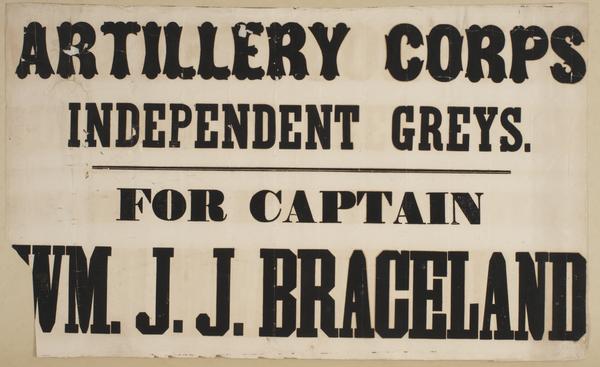 ARTILLERY CORPS
INDEPENDENT GREYS.
FOR CAPTAIN
WM. J. J. BRACELAND